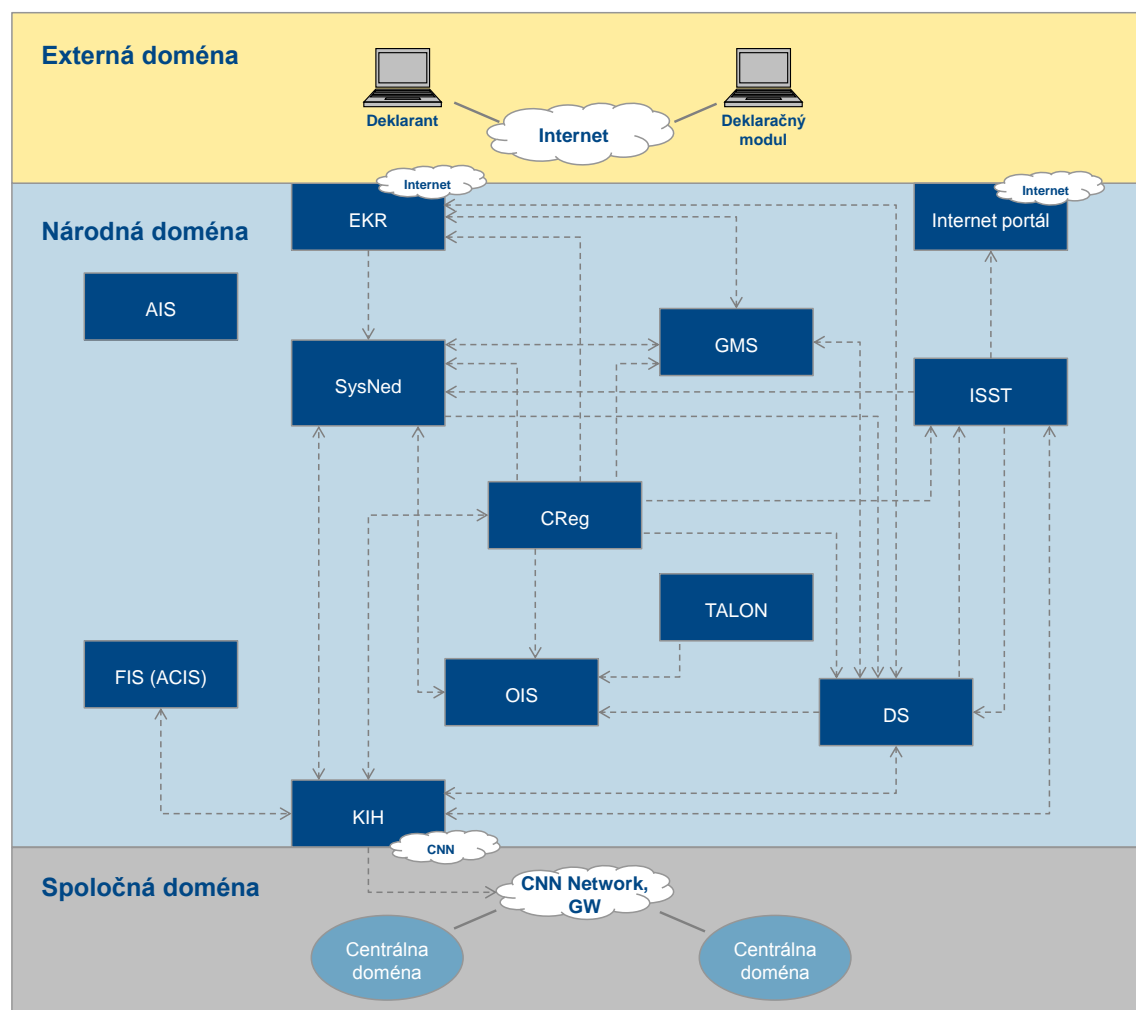 Externá doména
Deklarant
Internet
Deklaračný
modul
Internet
Internet
EKR
Internet portál
Národná doména
AIS
GMS
SysNed
ISST
CReg
TALON
FIS (ACIS)
OIS
DS
KIH
CNN
Spoločná doména
CNN Network,
GW
Centrálna
doména
Centrálna
doména